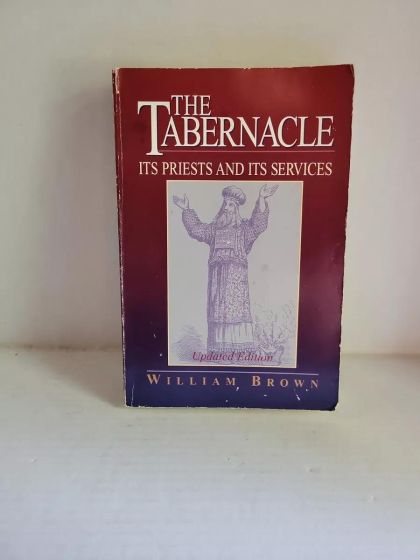 THE
TABERNACLE
ITS PRIESTS AND ITS SERVICES
Updated Edition
WILLIAM BROWN